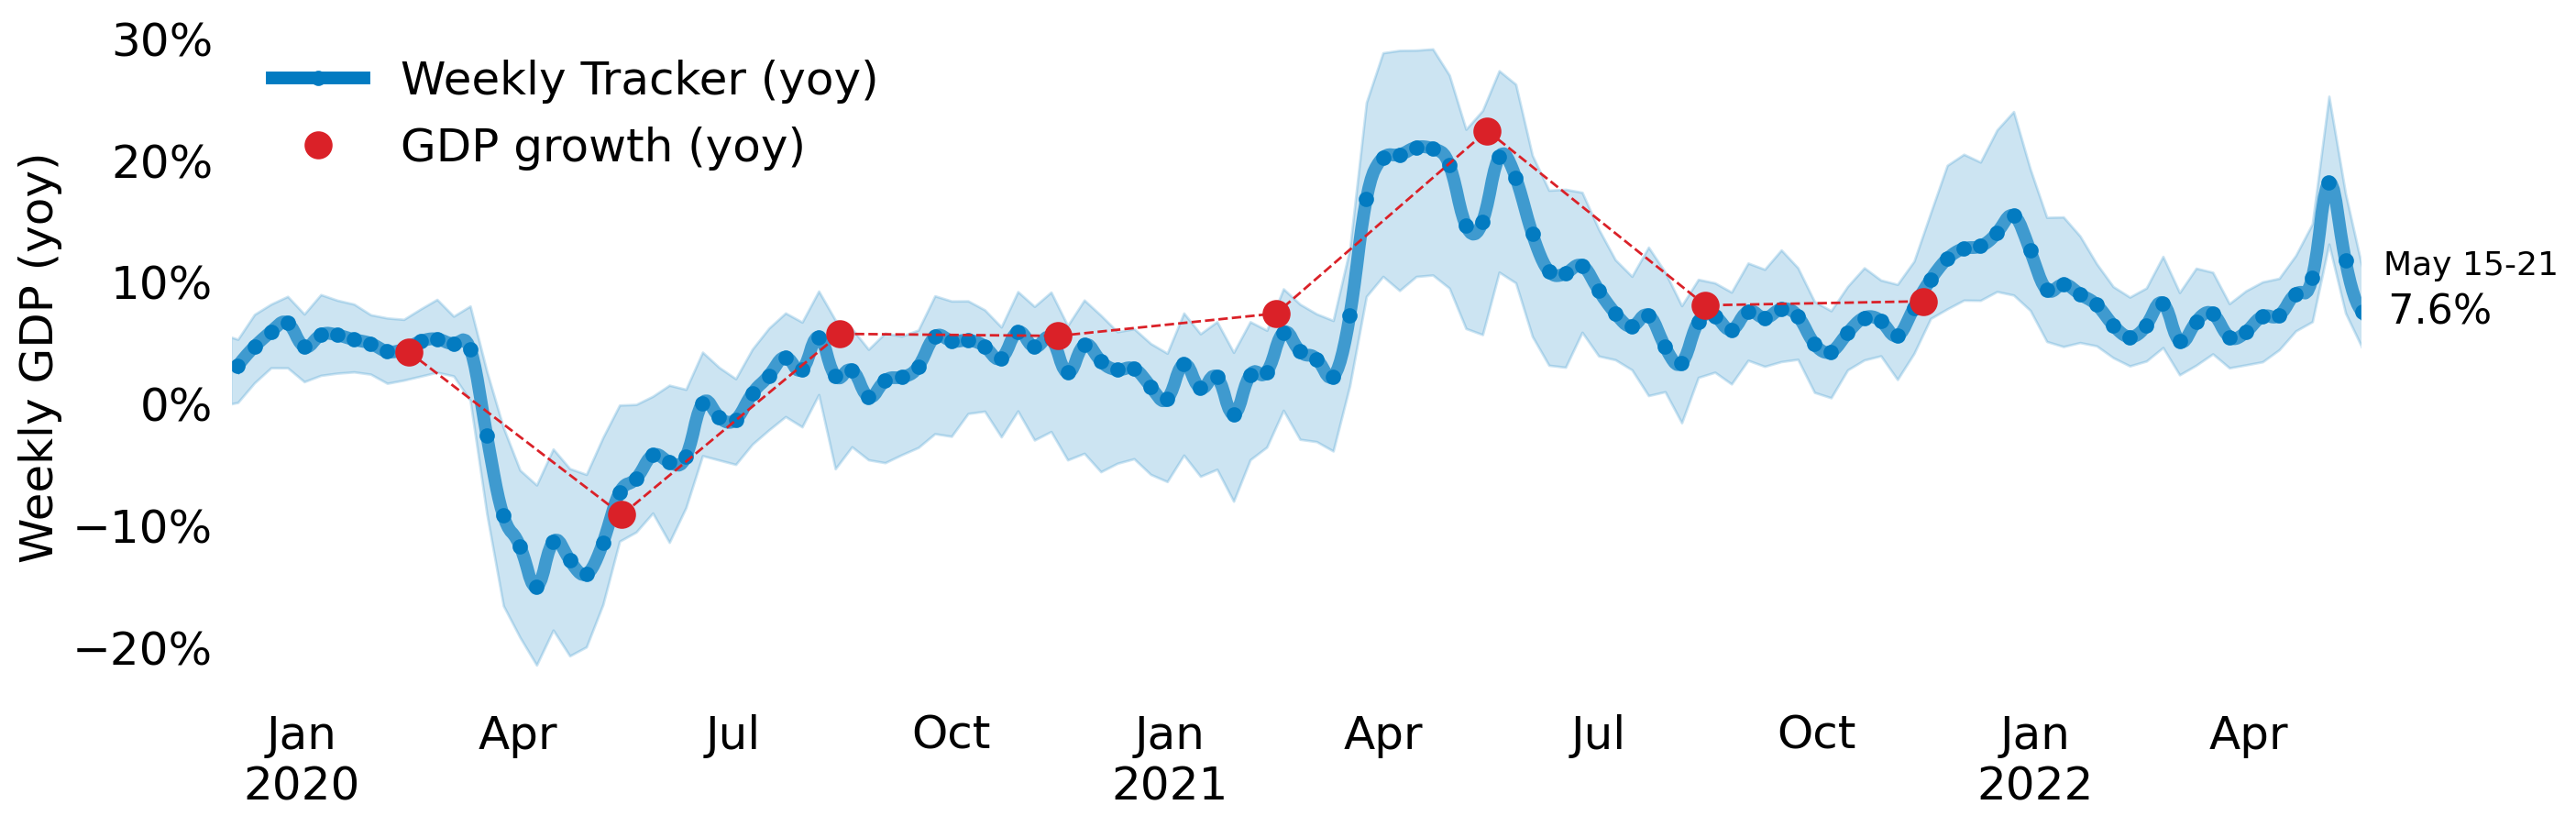 30%
20%
10%
0%
−10%
−20%
Weekly GDP (yoy)
Weekly Tracker (yoy)
GDP growth (yoy)
May 15-21
7.6%
Jan Apr Jul Oct Jan Apr Jul Oct Jan Apr
2020 2021 2022